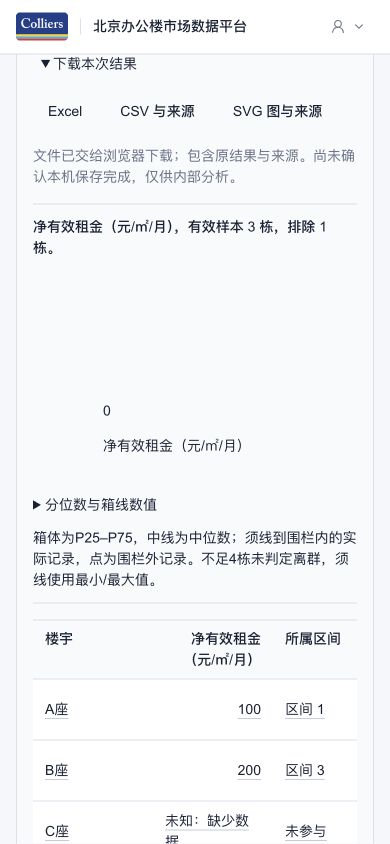 Colliers
北京办公楼市场数据平台
▼下载本次结果
Excel
CSV 与来源
SVG 图与来源
文件已交给浏览器下载；包含原结果与来源。尚未确
认本机保存完成，仅供内部分析。
净有效租金（元/㎡/月），有效样本 3 栋，排除 1
栋。
0
净有效租金（元/㎡/月）
▶分位数与箱线数值
箱体为P25–P75，中线为中位数；须线到围栏内的实
际记录，点为围栏外记录。不足4栋未判定离群，须
线使用最小/最大值。
楼宇
净有效租金
（元/㎡/月）
所属区间
A座
100
区间 1
B座
200
区间 3
C座
未知：缺少数
据
未参与